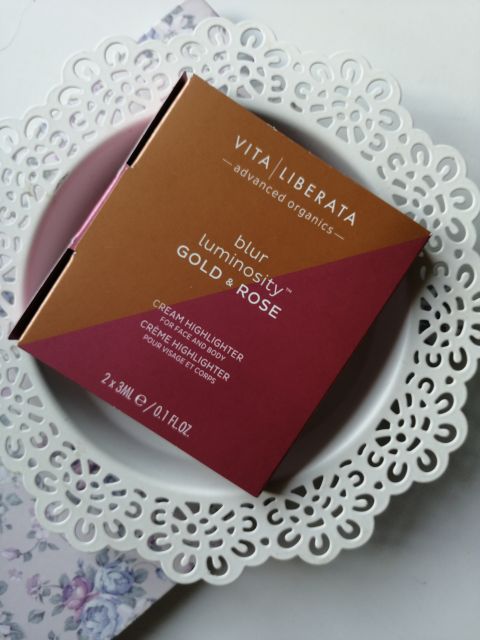 VITA | LIBERATA
— advanced organics —
blur
luminosity™
GOLD & ROSE
CREAM HIGHLIGHTER
FOR FACE AND BODY
CRÈME HIGHLIGHTER
POUR VISAGE ET CORPS
2 x 3ML ℮ / 0.1 FL.OZ.